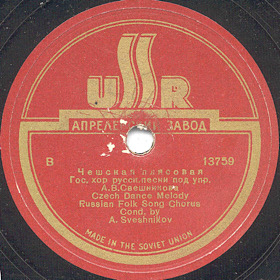 USSR
АПРЕЛЕВСКИЙ ЗАВОД
В 13759
Чешская плясовая
Гос. хор русск. песни под упр.
А.В.Свешникова
Czech Dance Melody
Russian Folk Song Chorus
Cond. by
A. Sveshnikov
MADE IN THE SOVIET UNION